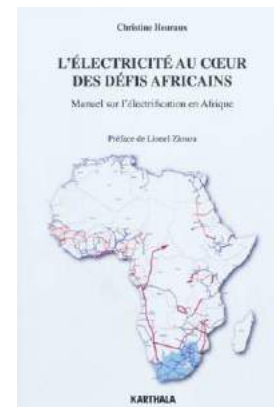 Christine Heuraux
L'ÉLECTRICITÉ AU CŒUR
DES DÉFIS AFRICAINS
Manuel sur l'électrification en Afrique
Préface de Lionel Zinsou
KARTHALA